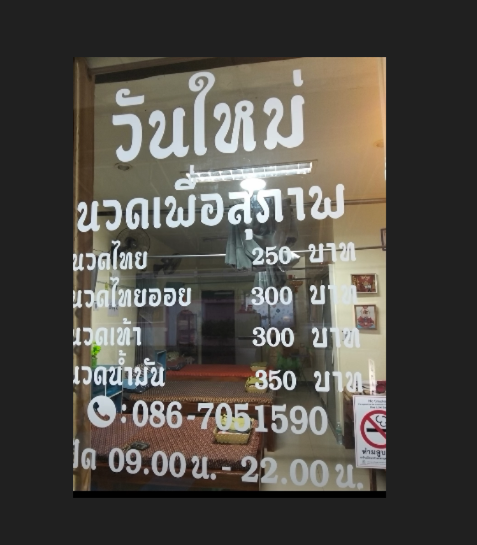 วันใหม่
นวดเพื่อสุภาพ
นวดไทย 250 บาท
นวดไทยออย 300 บาท
นวดเท้า 300 บาท
นวดน้ำมัน 350 บาท
: 086-7051590
ปิด 09.00 น. - 22.00 น.